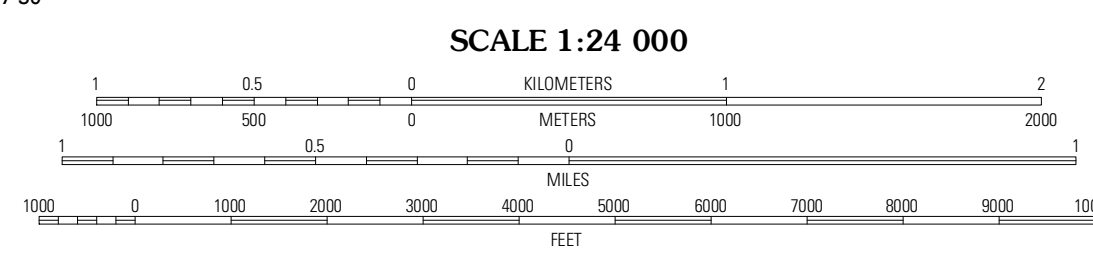 SCALE 1:24 000
1 0.5 0 KILOMETERS 1 2
1000 500 0 METERS 1000 2000
1 0.5 0 1
MILES
1000 0 1000 2000 3000 4000 5000 6000 7000 8000 9000
FEET